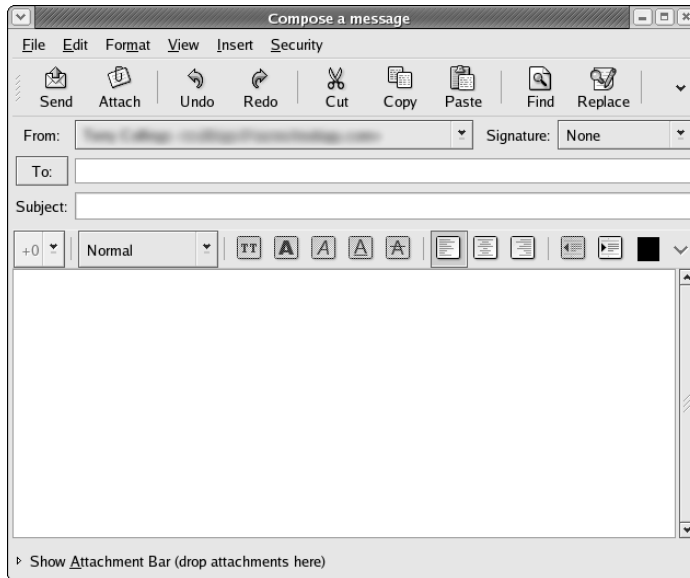 Compose a message
File Edit Format View Insert Security
Send Attach Undo Redo Cut Copy Paste Find Replace
From: Signature: None
To:
Subject:
+0 Normal TT A A A A
Show Attachment Bar (drop attachments here)